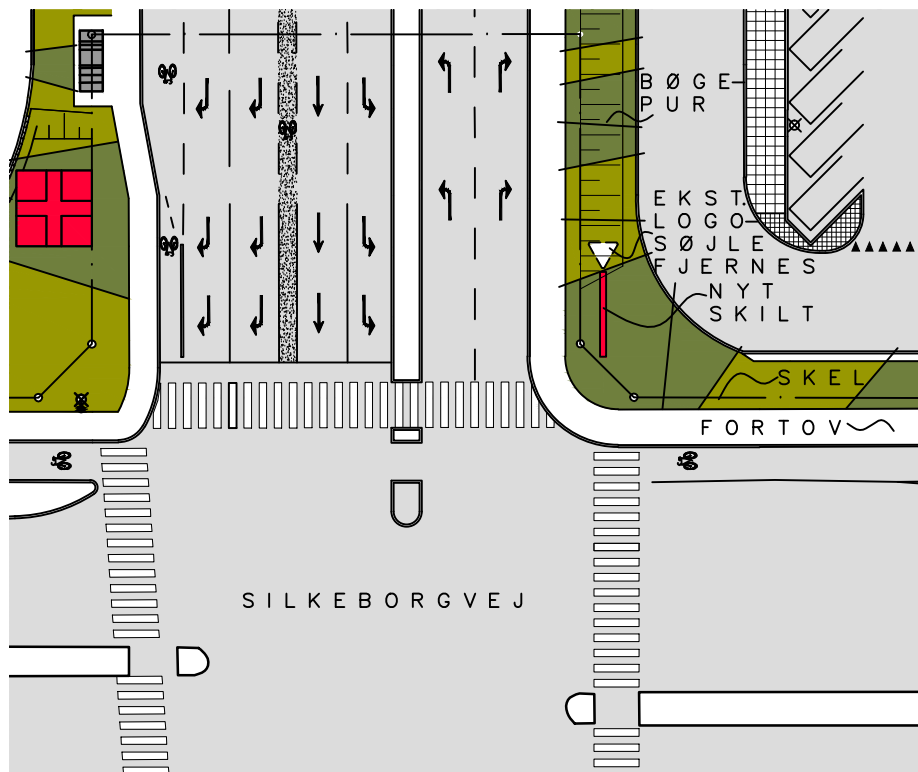 BØGE
PUR
EKST.
LOGO
SØJLE
FJERNES
NYT
SKILT
SKEL
FORTOV
SILKEBORGVEJ